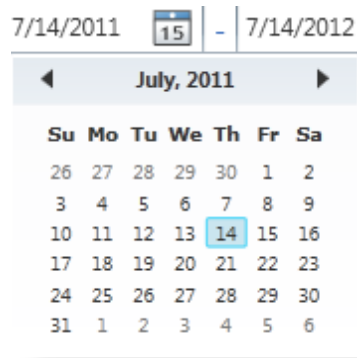 7/14/2011 15 - 7/14/2012
July, 2011
Su Mo Tu We Th Fr Sa
26 27 28 29 30 1 2
3 4 5 6 7 8 9
10 11 12 13 14 15 16
17 18 19 20 21 22 23
24 25 26 27 28 29 30
31 1 2 3 4 5 6